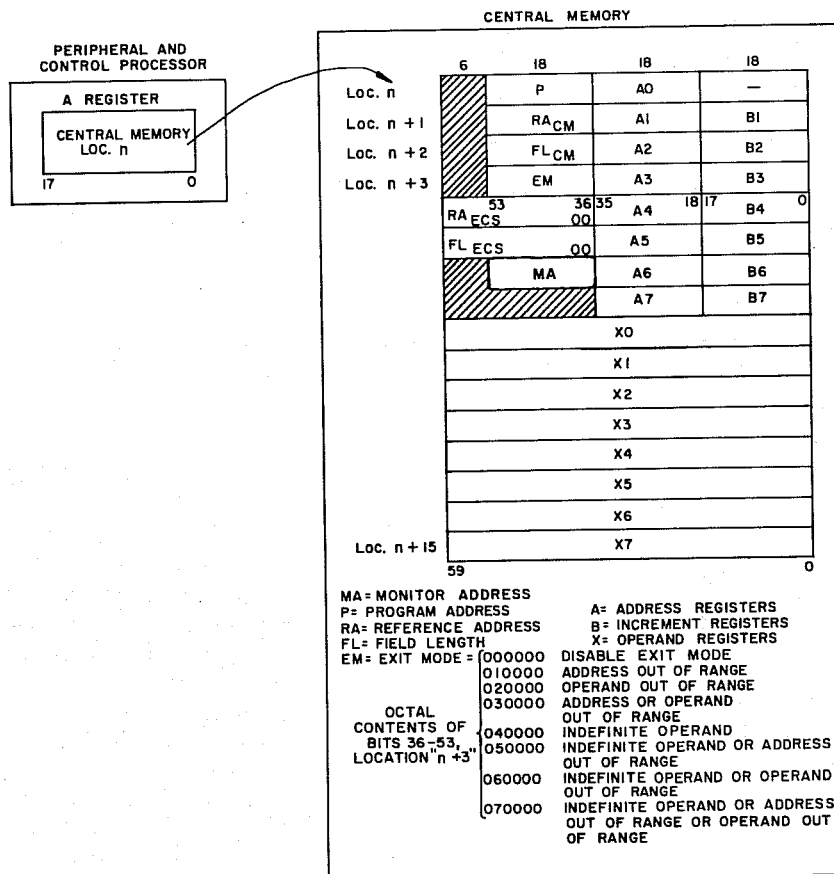 CENTRAL MEMORY
PERIPHERAL AND
CONTROL PROCESSOR
A REGISTER
CENTRAL MEMORY
LOC. n
17 0
6 18 18 18
Loc. n P A0 —
Loc. n + 1 RA CM A1 B1
Loc. n + 2 FL CM A2 B2
Loc. n + 3 EM A3 B3
53 36 35 18 17 0
RA ECS 00 A4 B4
FL ECS 00 A5 B5
MA A6 B6
A7 B7
X0
X1
X2
X3
X4
X5
X6
Loc. n + 15 X7
59 0
MA= MONITOR ADDRESS
P= PROGRAM ADDRESS A= ADDRESS REGISTERS
RA= REFERENCE ADDRESS B= INCREMENT REGISTERS
FL= FIELD LENGTH X= OPERAND REGISTERS
EM= EXIT MODE = 000000 DISABLE EXIT MODE
010000 ADDRESS OUT OF RANGE
020000 OPERAND OUT OF RANGE
030000 ADDRESS OR OPERAND
OUT OF RANGE
OCTAL
CONTENTS OF
BITS 36-53,
LOCATION "n +3"
040000 INDEFINITE OPERAND
050000 INDEFINITE OPERAND OR ADDRESS
OUT OF RANGE
060000 INDEFINITE OPERAND OR OPERAND
OUT OF RANGE
070000 INDEFINITE OPERAND OR ADDRESS
OUT OF RANGE OR OPERAND OUT
OF RANGE